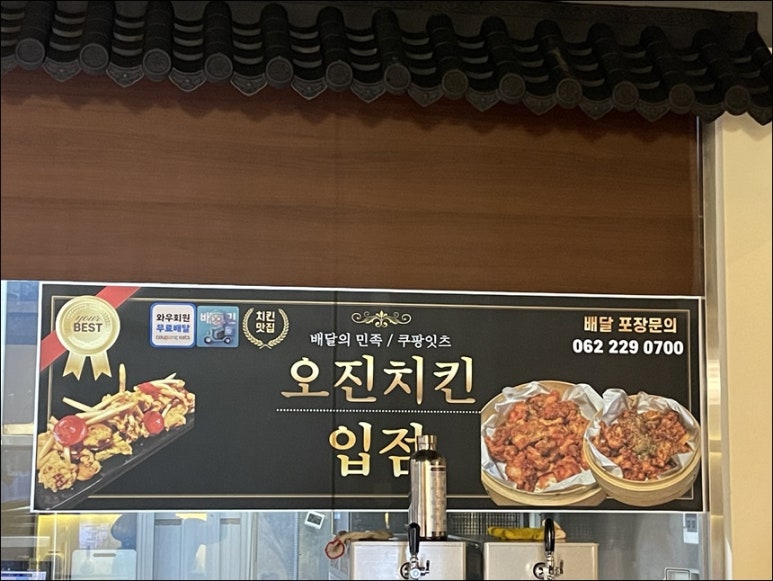 your
BEST
와우회원
무료배달
coupang eats
치킨
맛집
배달의 민족 / 쿠팡잇츠
오진치킨
입점
배달 포장문의
062 229 0700